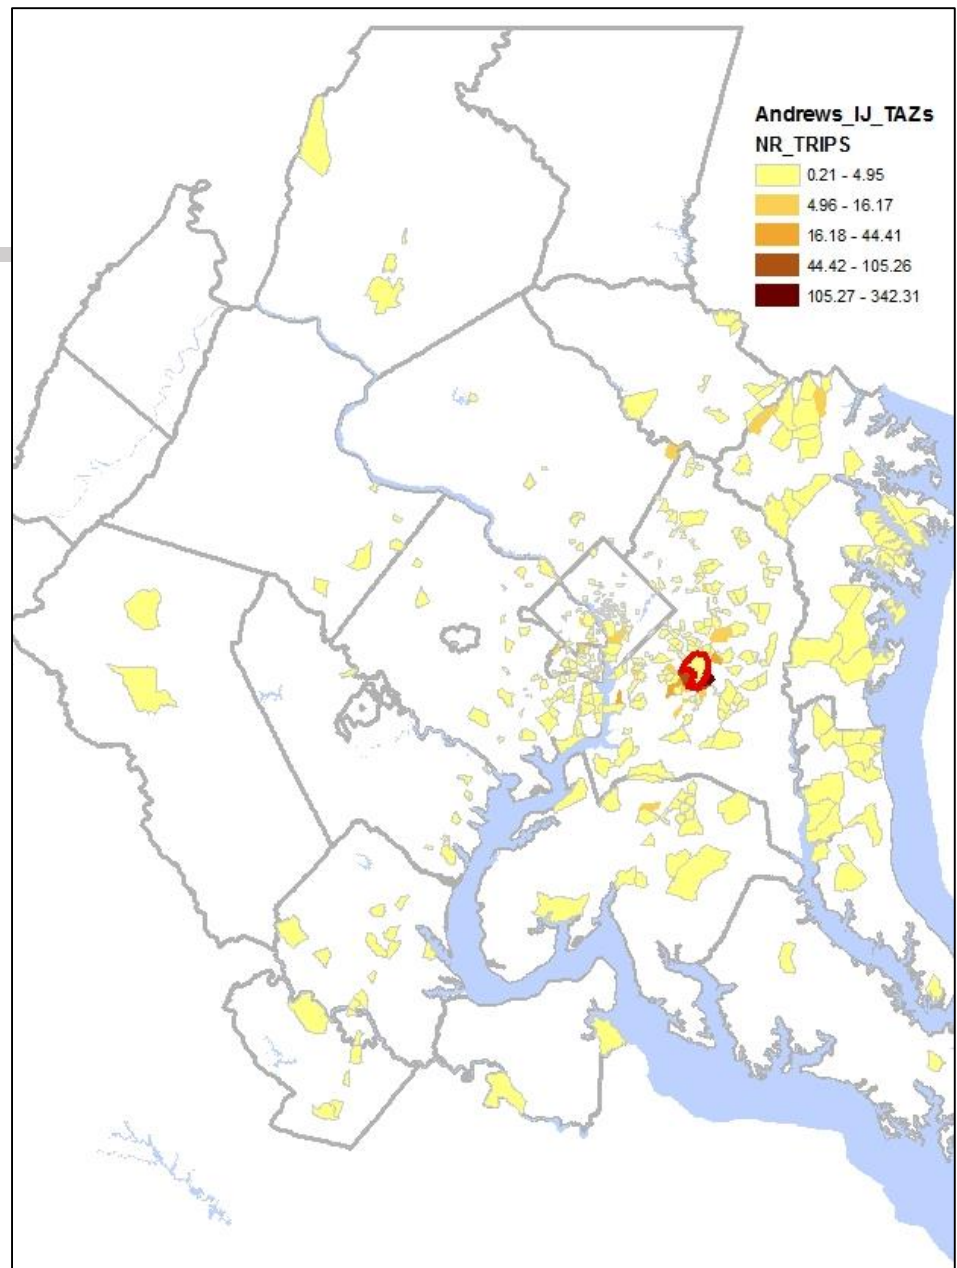 Andrews_IJ_TAZs
NR_TRIPS
0.21 - 4.95
4.96 - 16.17
16.18 - 44.41
44.42 - 105.26
105.27 - 342.31